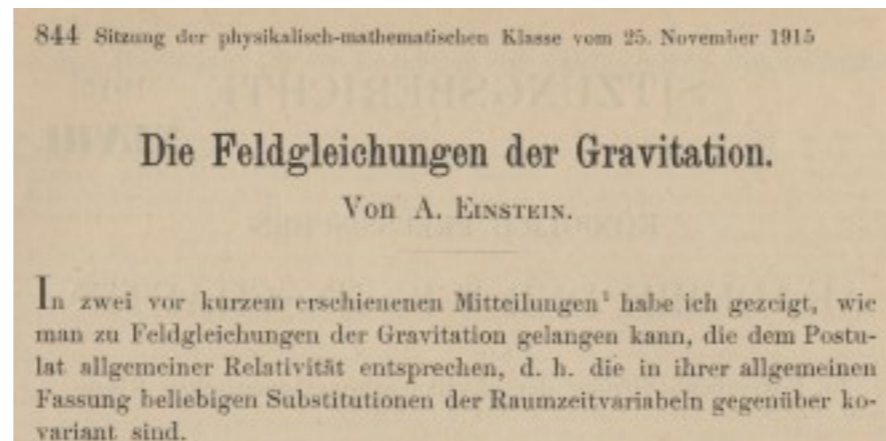 844 Sitzung der physikalisch-mathematischen Klasse vom 25. November 1915
Die Feldgleichungen der Gravitation.
Von A. EINSTEIN.
In zwei vor kurzem erschienenen Mitteilungen¹ habe ich gezeigt, wie
man zu Feldgleichungen der Gravitation gelangen kann, die dem Postu-
lat allgemeiner Relativität entsprechen, d. h. die in ihrer allgemeinen
Fassung beliebigen Substitutionen der Raumzeitvariabeln gegenüber ko-
variant sind.